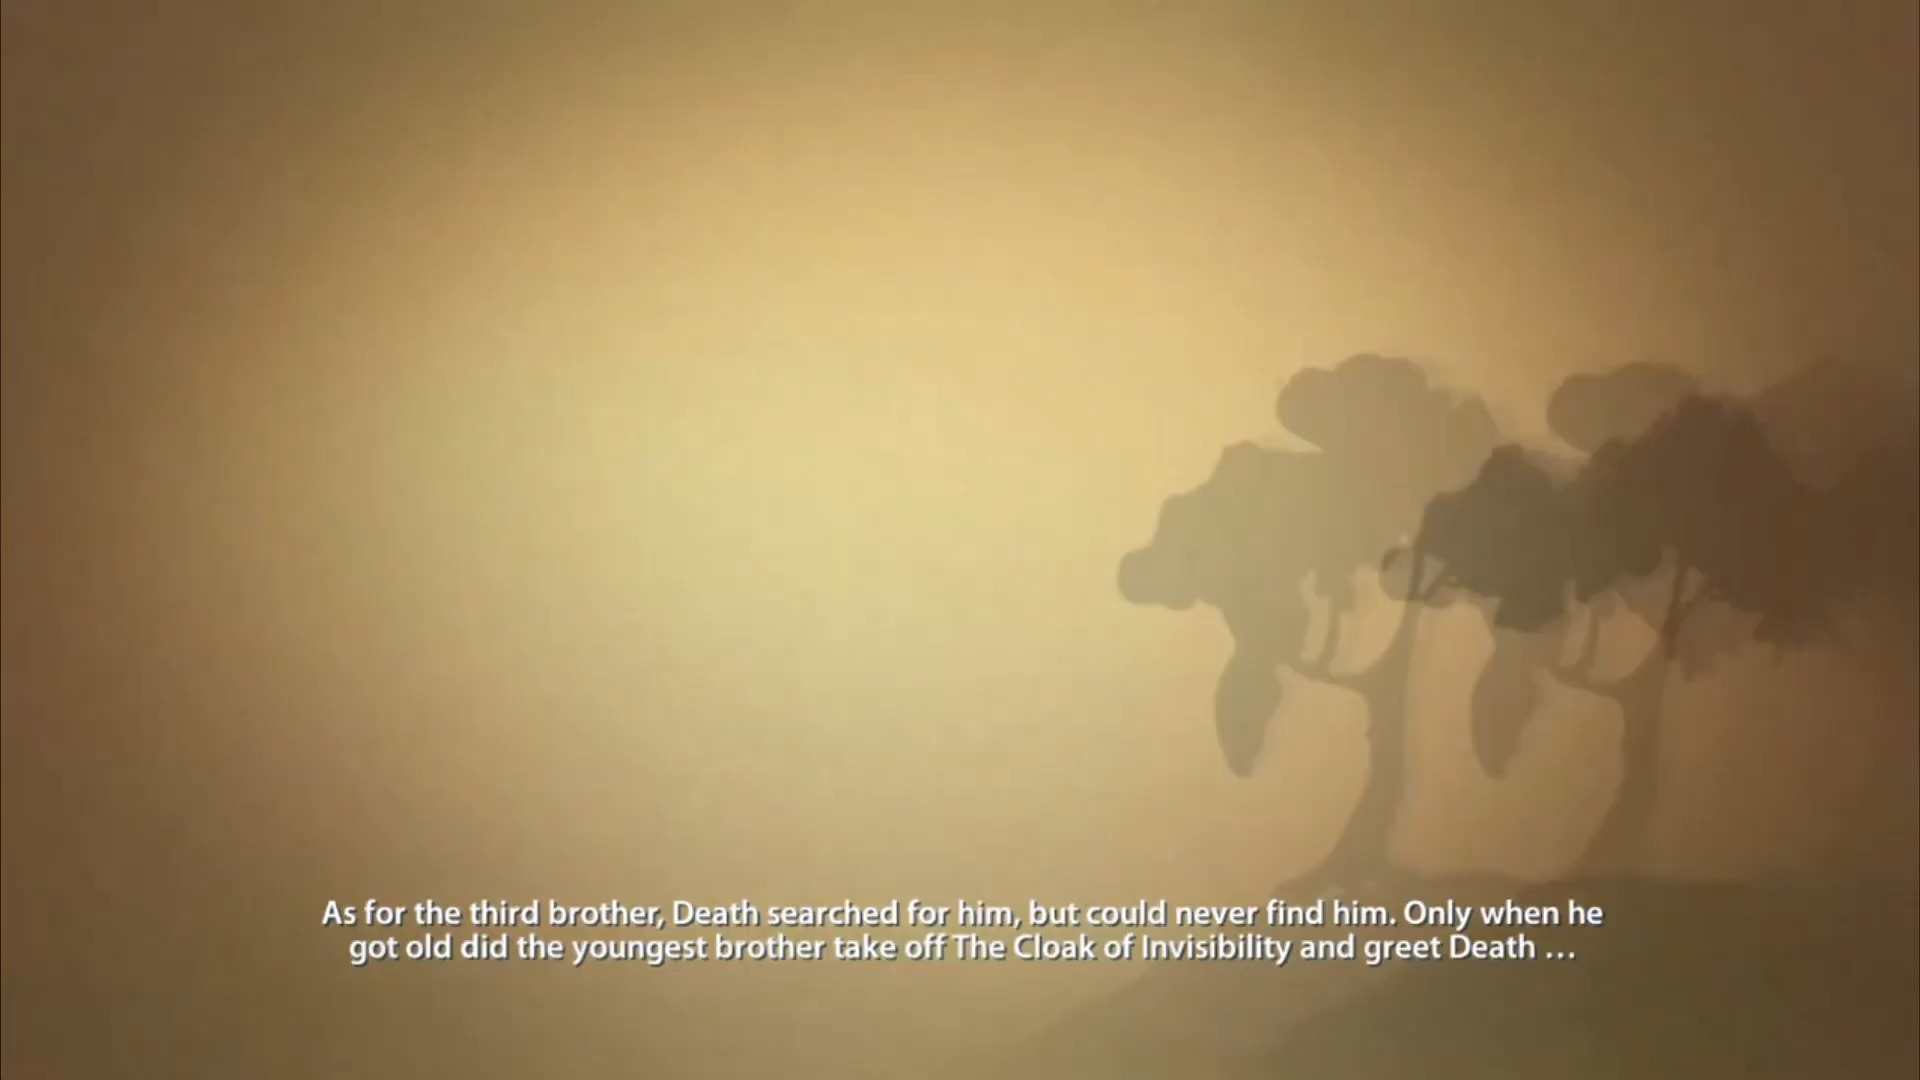 As for the third brother, Death searched for him, but could never find him. Only when he
got old did the youngest brother take off The Cloak of Invisibility and greet Death …